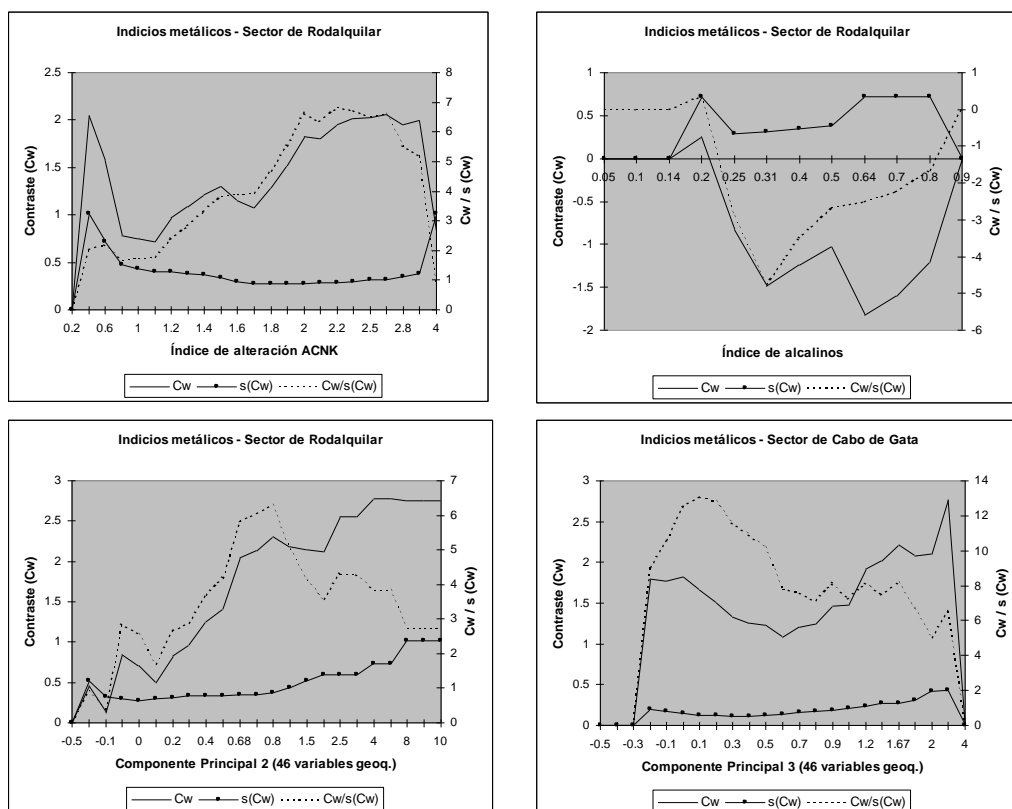 Indicios metálicos - Sector de Rodalquilar
Contraste (Cw)
2.5
2
1.5
1
0.5
0
8
7
6
5
4
3
2
1
0
Cw / s (Cw)
0.2 0.6 1 1.2 1.4 1.6 1.8 2 2.2 2.5 2.8 4
Índice de alteración ACNK
Cw s(Cw) Cw/s(Cw)
Indicios metálicos - Sector de Rodalquilar
Contraste (Cw)
1
0.5
0
-0.5
-1
-1.5
-2
1
0
-1
-2
-3
-4
-5
-6
Cw / s (Cw)
0.05 0.1 0.14 0.2 0.25 0.31 0.4 0.5 0.64 0.7 0.8 0.9
Índice de alcalinos
Cw s(Cw) Cw/s(Cw)
Indicios metálicos - Sector de Rodalquilar
Contraste (Cw)
3
2.5
2
1.5
1
0.5
0
7
6
5
4
3
2
1
0
Cw / s (Cw)
-0.5 -0.1 0 0.2 0.4 0.68 0.8 1.5 2.5 4 8 10
Componente Principal 2 (46 variables geoq.)
Cw s(Cw) Cw/s(Cw)
Indicios metálicos - Sector de Cabo de Gata
Contraste (Cw)
3
2.5
2
1.5
1
0.5
0
14
12
10
8
6
4
2
0
Cw / s (Cw)
-0.5 -0.3 -0.1 0.1 0.3 0.5 0.7 0.9 1.2 1.67 2 4
Componente Principal 3 (46 variables geoq.)
Cw s(Cw) Cw/s(Cw)